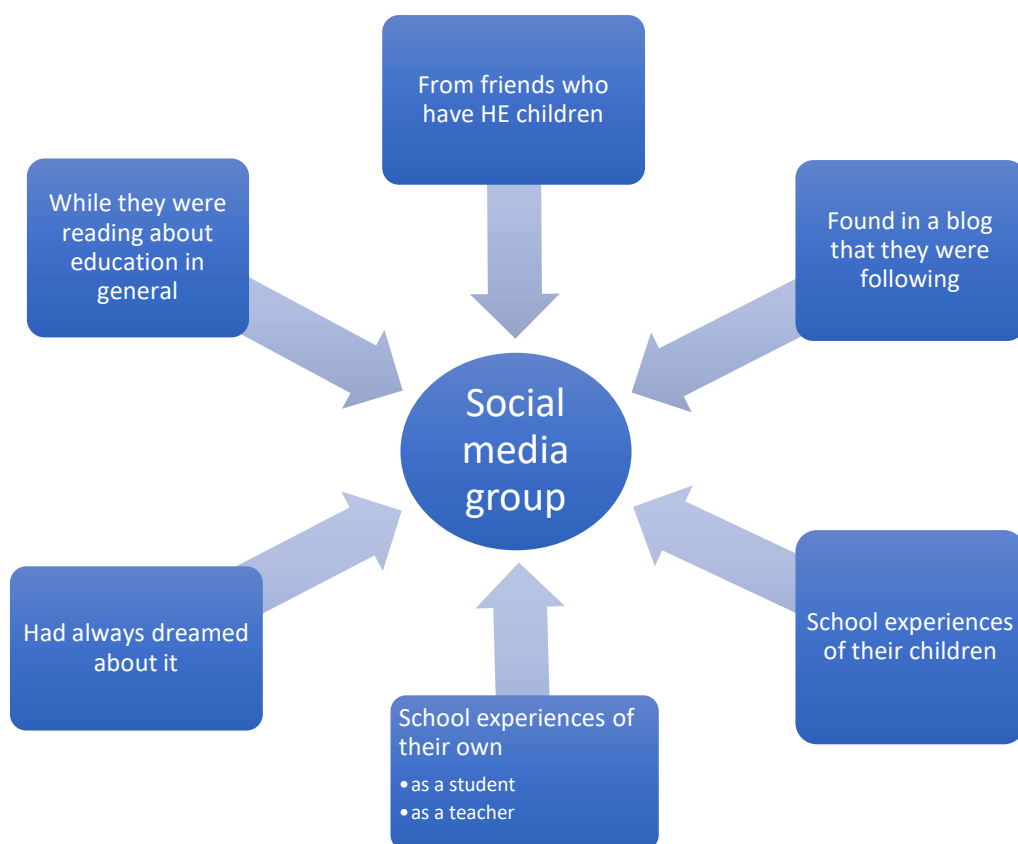 From friends who
have HE children
While they were
reading about
education in
general
Found in a blog
that they were
following
Social
media
group
Had always dreamed
about it
School experiences
of their children
School experiences of
their own
• as a student
• as a teacher